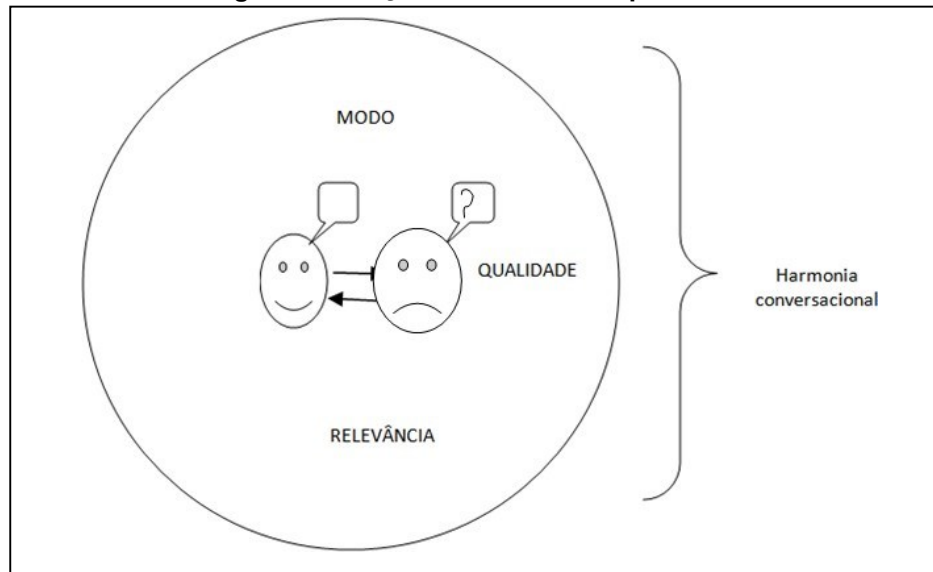 MODO
?
QUALIDADE
Harmonia
conversacional
RELEVÂNCIA